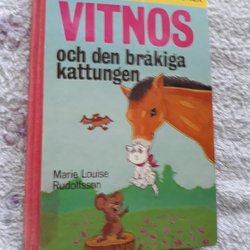 VITNOS
och den bråkiga
kattungen
Marie Louise
Rudolfsson